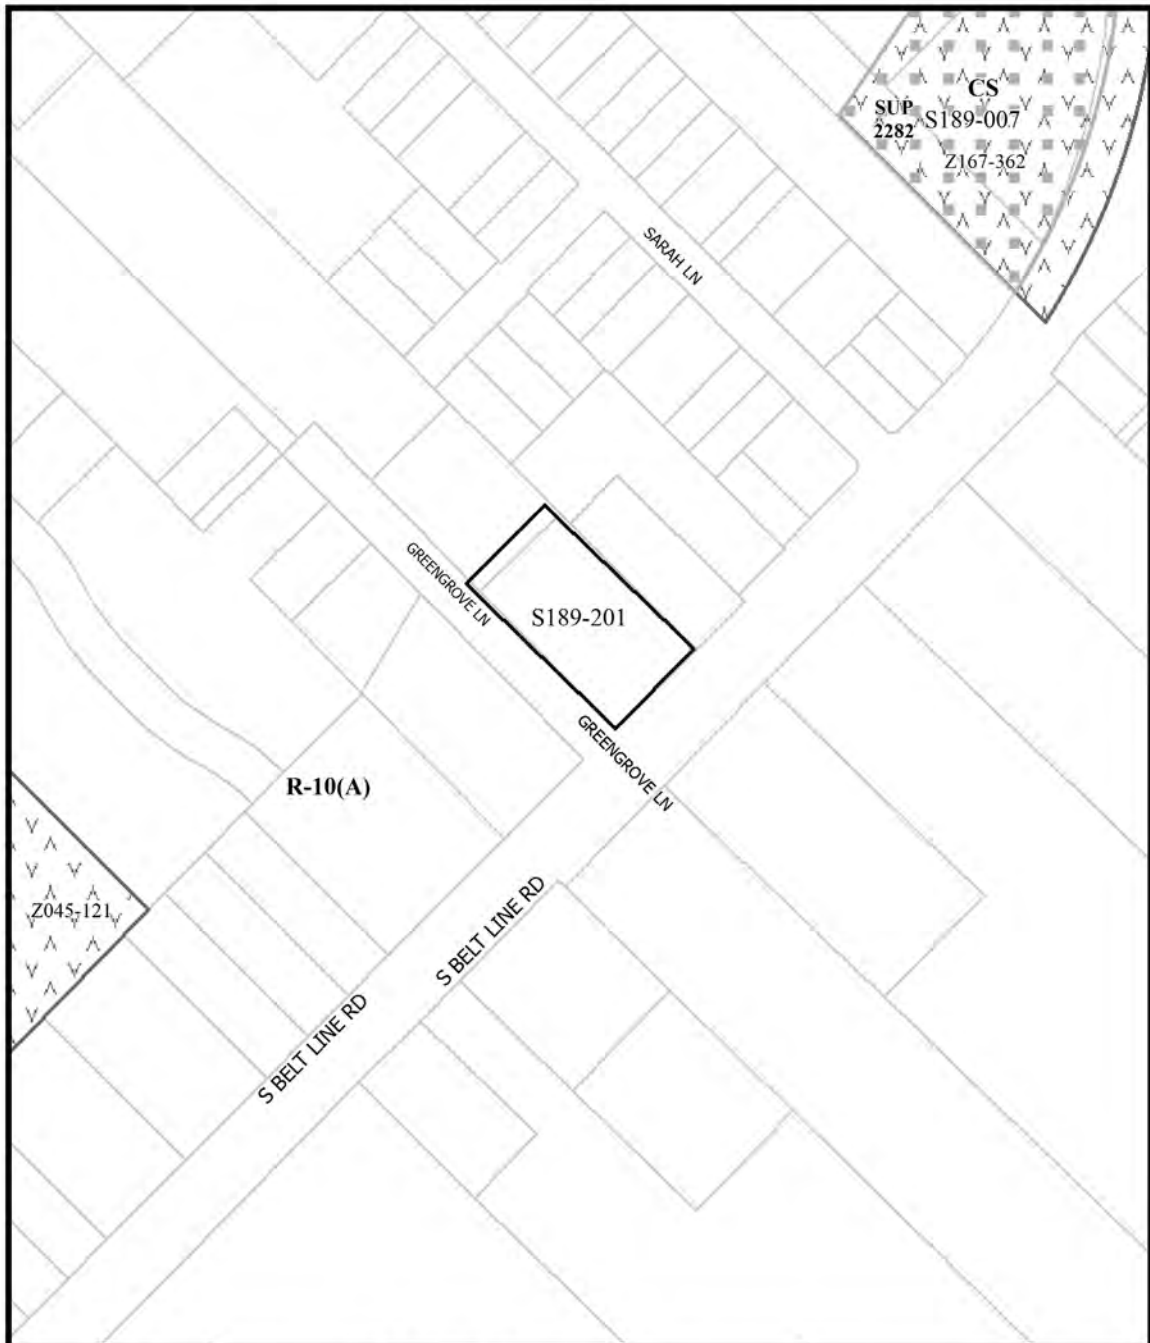 CS
SUP
2282
S189-007
Z167-362
SARAH LN
GREENGROVE LN
S189-201
GREENGROVE LN
R-10(A)
Z045-121
S BELT LINE RD
S BELT LINE RD